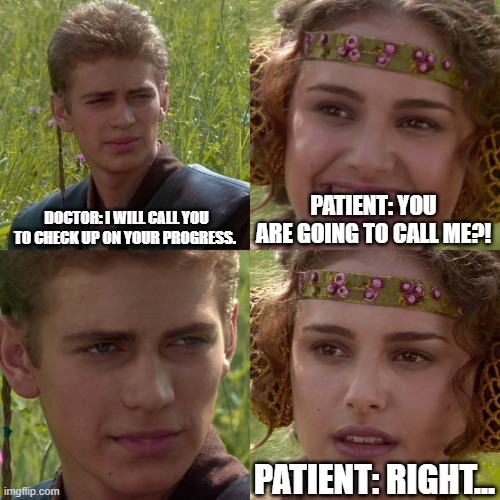 DOCTOR: I WILL CALL YOU
TO CHECK UP ON YOUR PROGRESS.
PATIENT: YOU
ARE GOING TO CALL ME?!
PATIENT: RIGHT...
imgflip.com